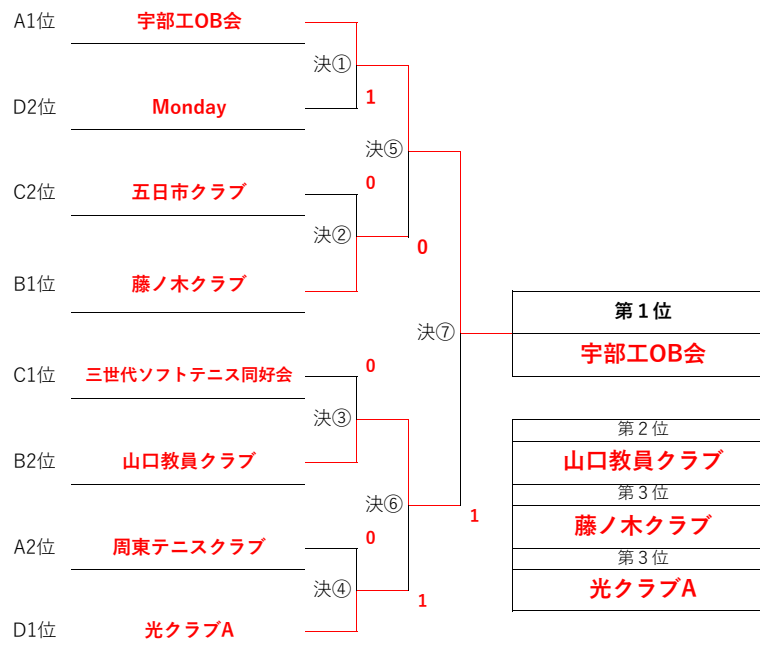 A1位 宇部工OB会
決①
1
D2位 Monday
決⑤
C2位 五日市クラブ
0
決②
0
B1位 藤ノ木クラブ
決⑦
第１位
宇部工OB会
C1位 三世代ソフトテニス同好会
0
決③
B2位 山口教員クラブ
決⑥
1
A2位 周東テニスクラブ
0
決④
1
D1位 光クラブA
第２位
山口教員クラブ
第３位
藤ノ木クラブ
第３位
光クラブA